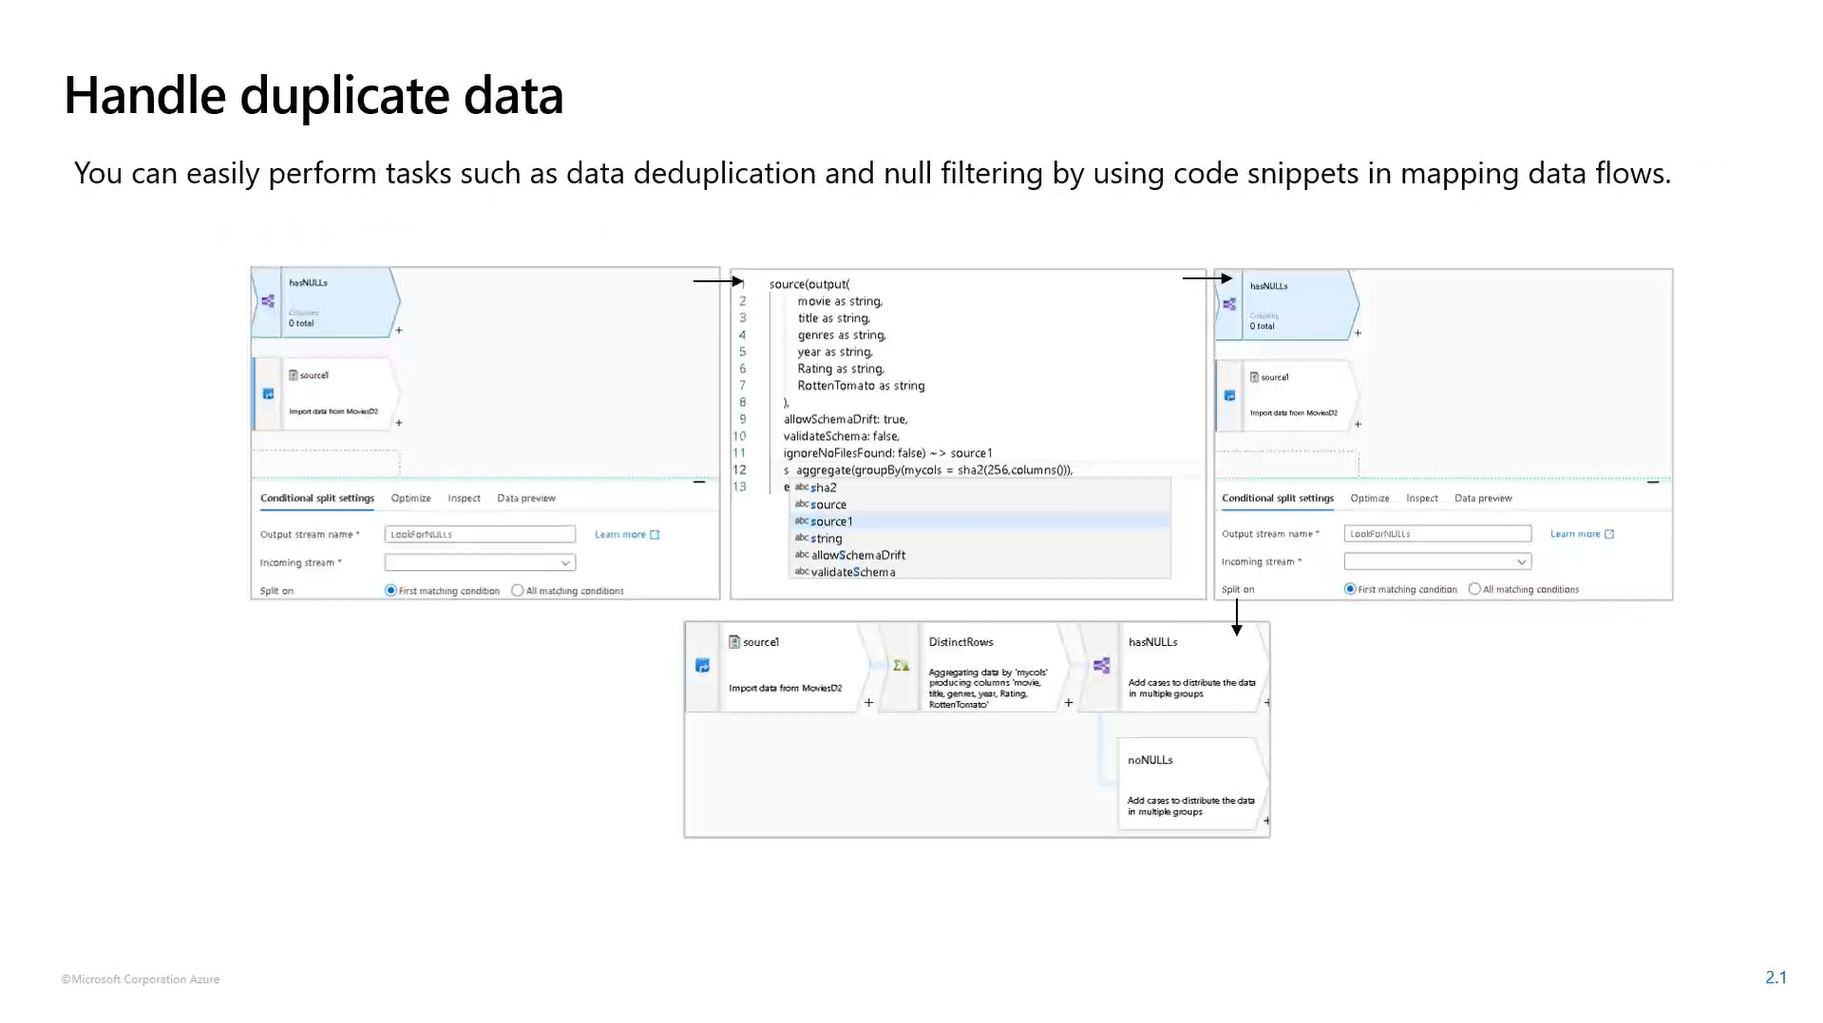 Handle duplicate data
You can easily perform tasks such as data deduplication and null filtering by using code snippets in mapping data flows.
hasNULLs
Columns
0 total
+
source1
Import data from MoviesD2
+
Conditional split settings Optimize Inspect Data preview
Output stream name * LookForNULLs Learn more
Incoming stream *
Split on First matching condition All matching conditions
1 source(output(
2 movie as string,
3 title as string,
4 genres as string,
5 year as string,
6 Rating as string,
7 RottenTomato as string
8 ),
9 allowSchemaDrift: true,
10 validateSchema: false,
11 ignoreNoFilesFound: false) ~> source1
12 s aggregate(groupBy(mycols = sha2(256,columns())),
13 e abc sha2
abc source
abc source1
abc string
abc allowSchemaDrift
abc validateSchema
hasNULLs
Columns
0 total
+
source1
Import data from MoviesD2
+
Conditional split settings Optimize Inspect Data preview
Output stream name * LookForNULLs Learn more
Incoming stream *
Split on First matching condition All matching conditions
source1
Import data from MoviesD2
+
DistinctRows
Aggregating data by 'mycols'
producing columns 'movie,
title, genres, year, Rating,
RottenTomato'
+
hasNULLs
Add cases to distribute the data
in multiple groups
+
noNULLs
Add cases to distribute the data
in multiple groups
+
©Microsoft Corporation Azure
2.1